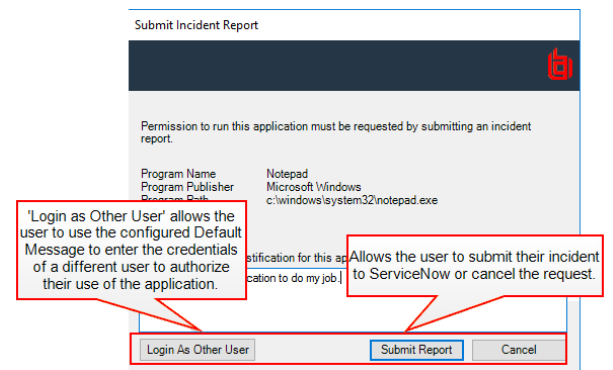 Submit Incident Report
Permission to run this application must be requested by submitting an incident
report.
Program Name Notepad
Program Publisher Microsoft Windows
Program Path c:\windows\system32\notepad.exe
'Login as Other User' allows the
user to use the configured Default
Message to enter the credentials
of a different user to authorize
their use of the application.
stification for this ap
cation to do my job.
Allows the user to submit their incident
to ServiceNow or cancel the request.
Login As Other User Submit Report Cancel